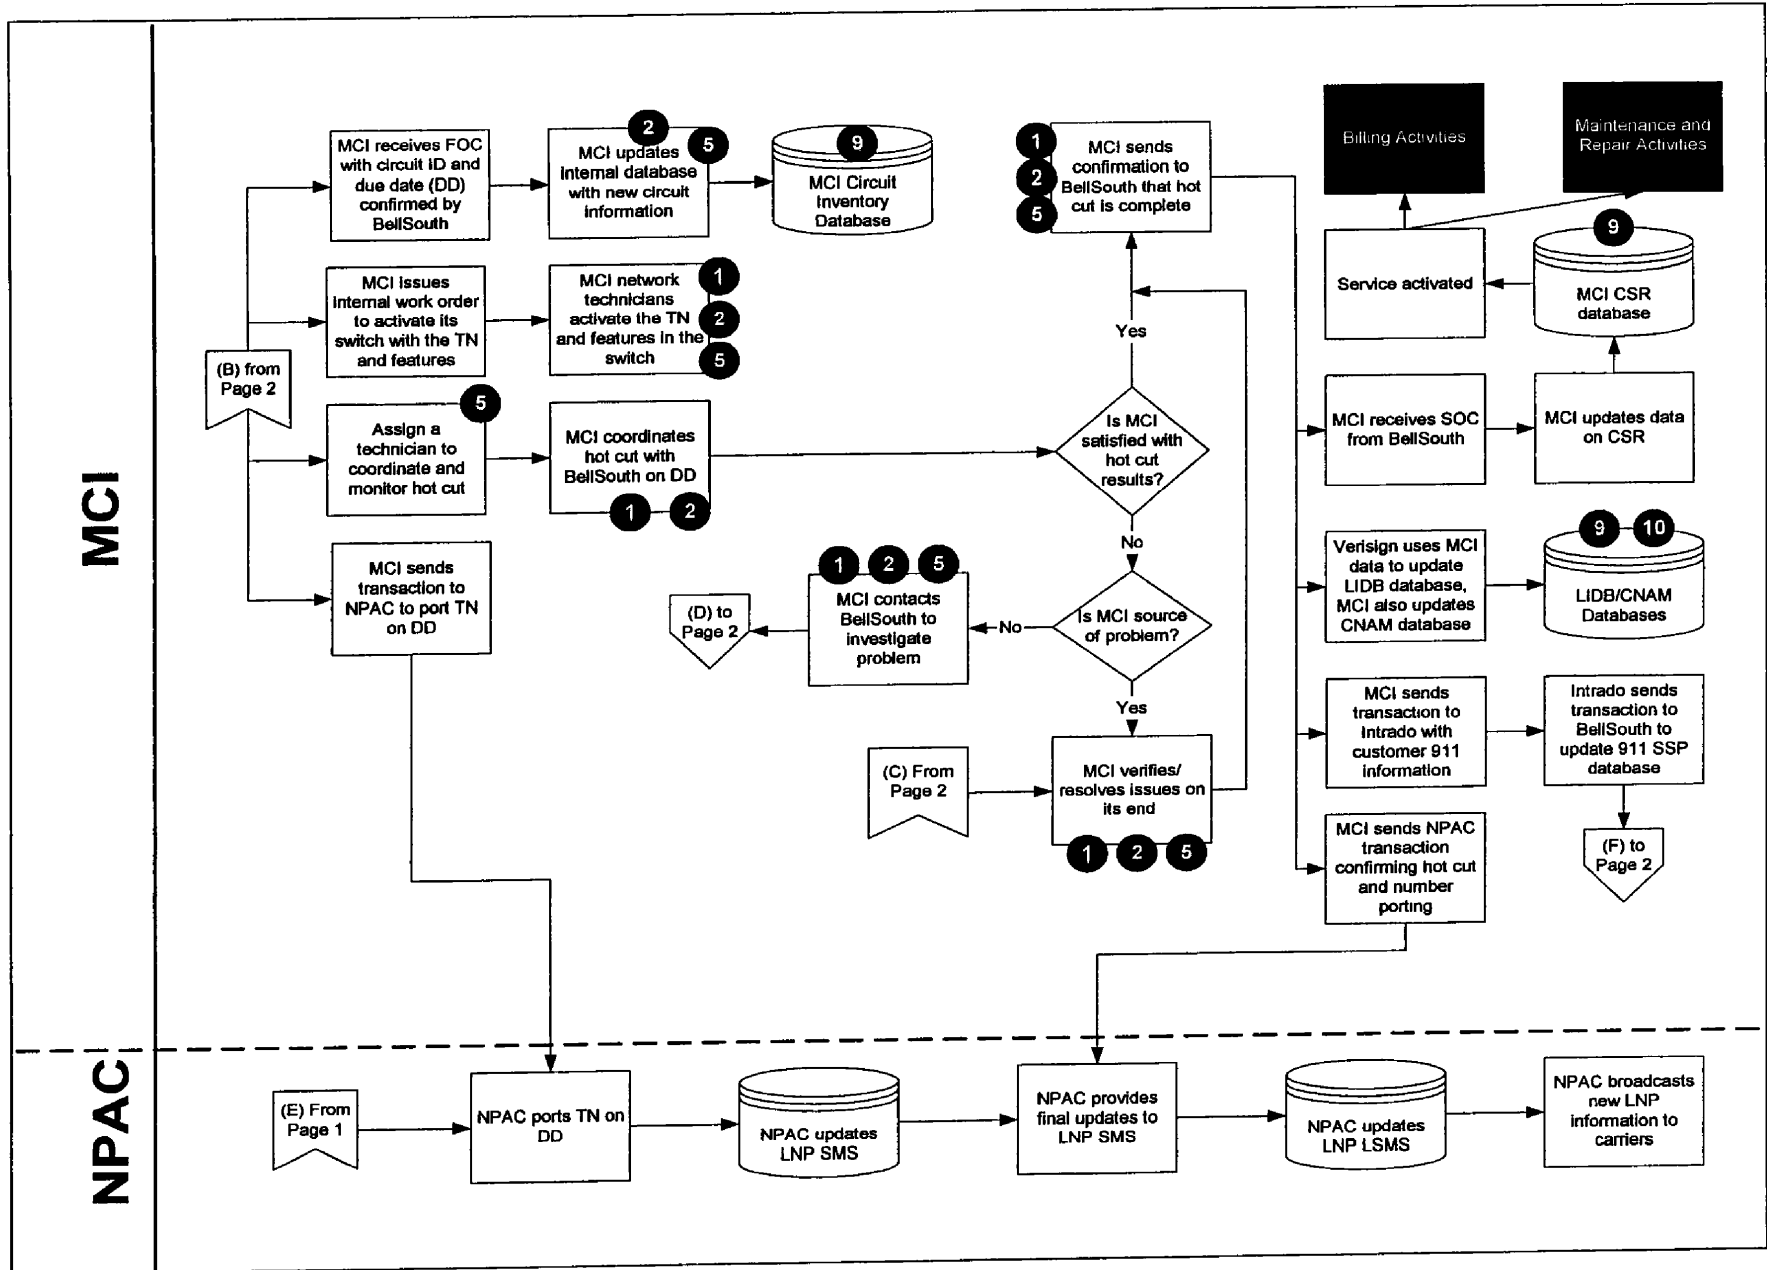 MCI
NPAC
(B) from
Page 2
MCI receives FOC
with circuit ID and
due date (DD)
confirmed by
BellSouth
2
5
MCI updates
internal database
with new circuit
information
9
MCI Circuit
Inventory
Database
MCI issues
internal work order
to activate its
switch with the TN
and features
MCI network
technicians
activate the TN
and features in the
switch
1
2
5
5
Assign a
technician to
coordinate and
monitor hot cut
MCI coordinates
hot cut with
BellSouth on DD
1
2
MCI sends
transaction to
NPAC to port TN
on DD
1
2
5
MCI sends
confirmation to
BellSouth that hot
cut is complete
Yes
Is MCI
satisfied with
hot cut
results?
No
Is MCI source
of problem?
No
1
2
5
MCI contacts
BellSouth to
investigate
problem
(D) to
Page 2
Yes
(C) From
Page 2
MCI verifies/
resolves issues on
its end
1
2
5
Billing Activities
Maintenance and
Repair Activities
Service activated
9
MCI CSR
database
MCI receives SOC
from BellSouth
MCI updates data
on CSR
Verisign uses MCI
data to update
LIDB database,
MCI also updates
CNAM database
9
10
LIDB/CNAM
Databases
MCI sends
transaction to
Intrado with
customer 911
information
Intrado sends
transaction to
BellSouth to
update 911 SSP
database
(F) to
Page 2
MCI sends NPAC
transaction
confirming hot cut
and number
porting
(E) From
Page 1
NPAC ports TN on
DD
NPAC updates
LNP SMS
NPAC provides
final updates to
LNP SMS
NPAC updates
LNP LSMS
NPAC broadcasts
new LNP
information to
carriers